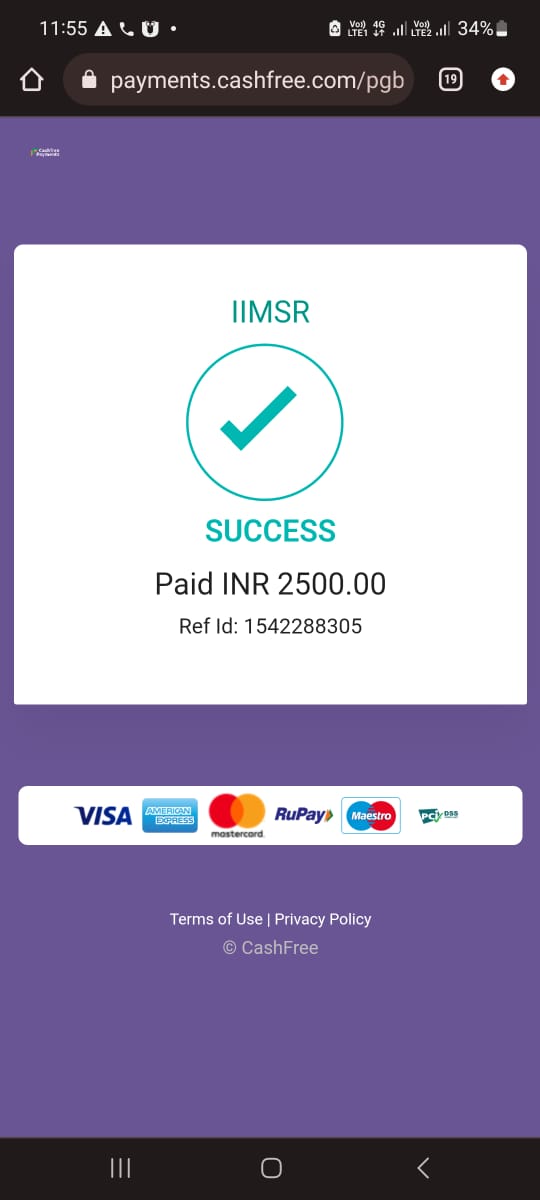 11:55 Vo)) LTE1 4G Vo)) LTE2 34%
payments.cashfree.com/pgb 19
Cashfree
Payments
IIMSR
SUCCESS
Paid INR 2500.00
Ref Id: 1542288305
VISA AMERICAN EXPRESS mastercard. RuPay Maestro PCI DSS
Terms of Use | Privacy Policy
© CashFree